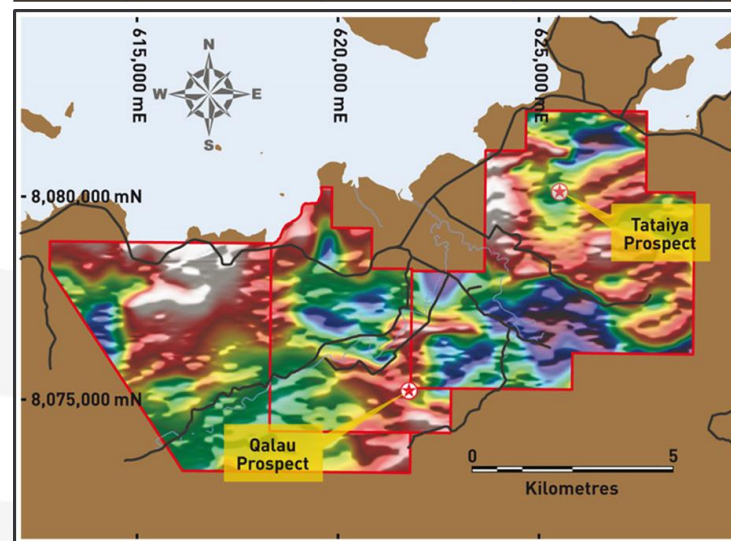 615,000 mE
620,000 mE
625,000 mE
N
W
E
S
8,080,000 mN
Tataiya
Prospect
8,075,000 mN
Qalau
Prospect
0
5
Kilometres